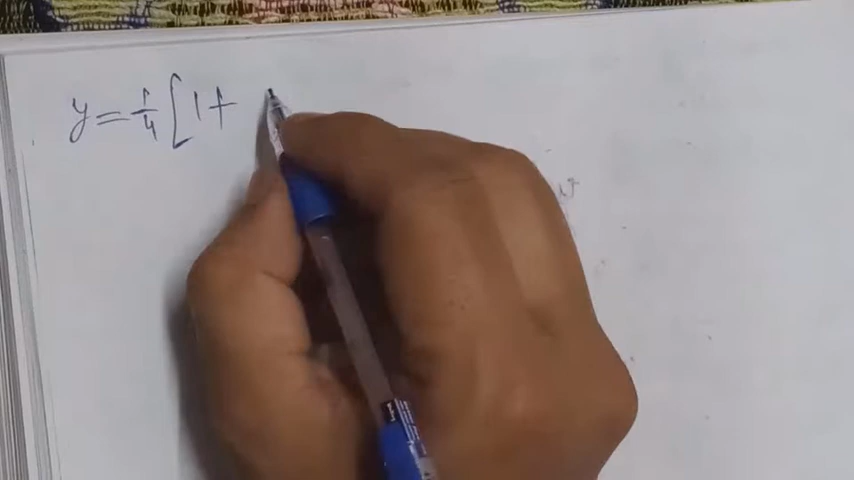 y = 1/4 [1 +